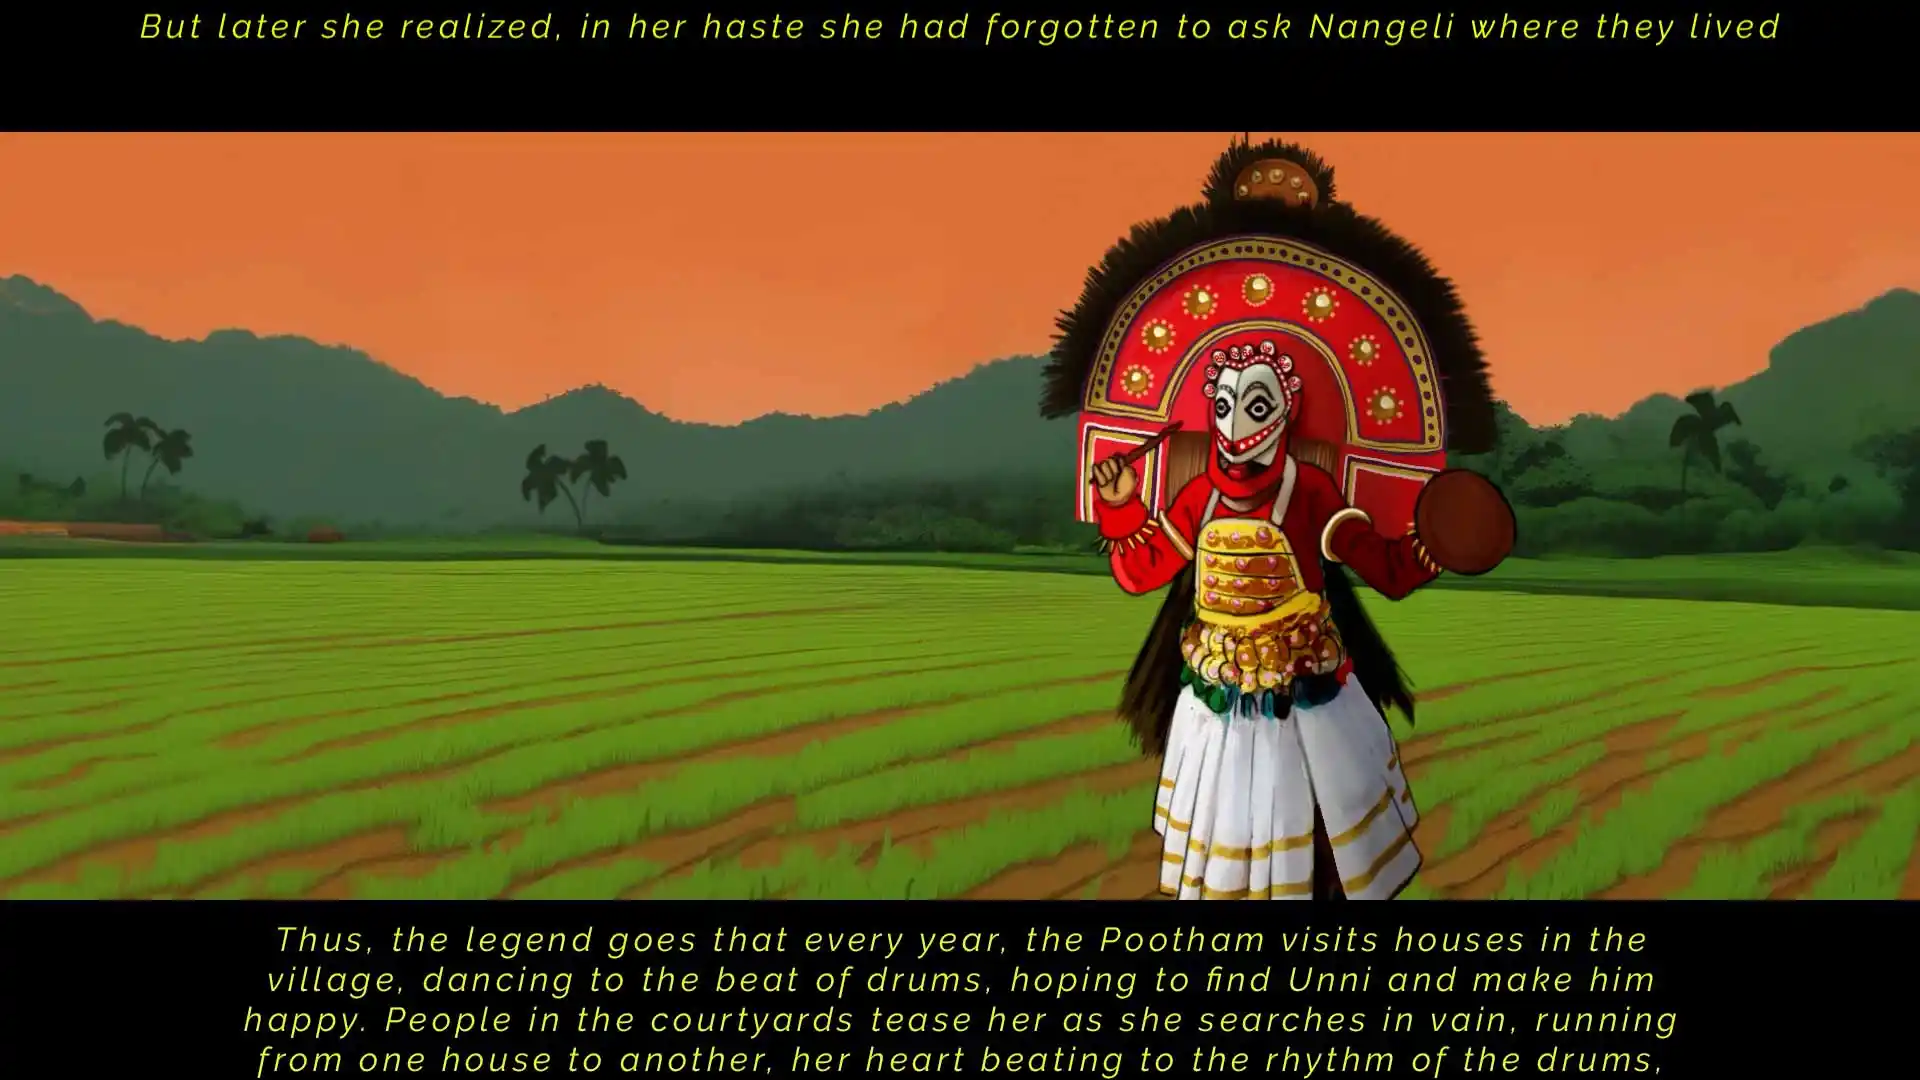 But later she realized, in her haste she had forgotten to ask Nangeli where they lived
Thus, the legend goes that every year, the Pootham visits houses in the
village, dancing to the beat of drums, hoping to find Unni and make him
happy. People in the courtyards tease her as she searches in vain, running
from one house to another, her heart beating to the rhythm of the drums,